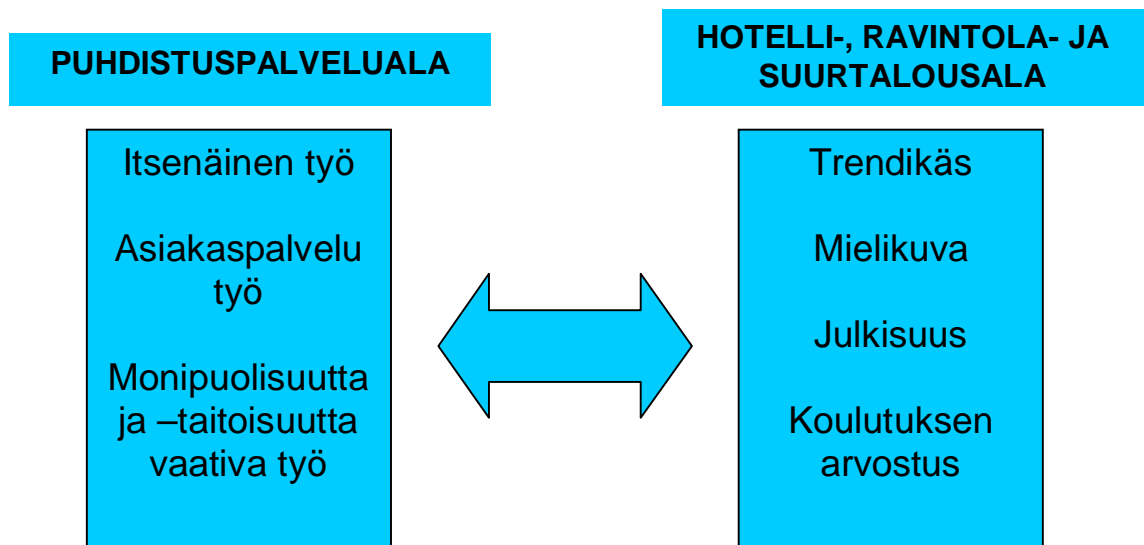 PUHDISTUSPALVELUALA
Itsenäinen työ
Asiakaspalvelu
työ
Monipuolisuutta
ja –taitoisuutta
vaativa työ
HOTELLI-, RAVINTOLA- JA
SUURTALOUSALA
Trendikäs
Mielikuva
Julkisuus
Koulutuksen
arvostus